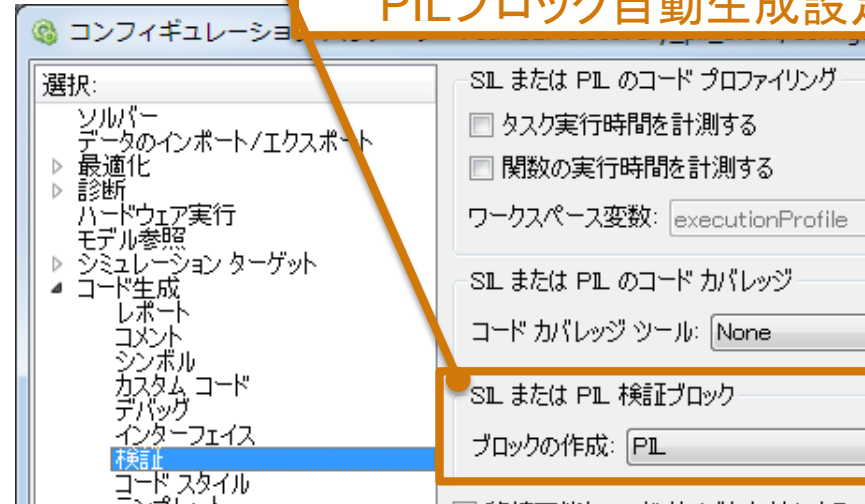 PILブロック自動生成設定
コンフィギュレーション
選択:
ソルバー
データのインポート/エクスポート
最適化
診断
ハードウェア実行
モデル参照
シミュレーション ターゲット
コード生成
レポート
コメント
シンボル
カスタム コード
デバッグ
インターフェイス
検証
コード スタイル
SIL または PIL のコード プロファイリング
タスク実行時間を計測する
関数の実行時間を計測する
ワークスペース変数: executionProfile
SIL または PIL のコード カバレッジ
コード カバレッジ ツール: None
SIL または PIL 検証ブロック
ブロックの作成: PIL